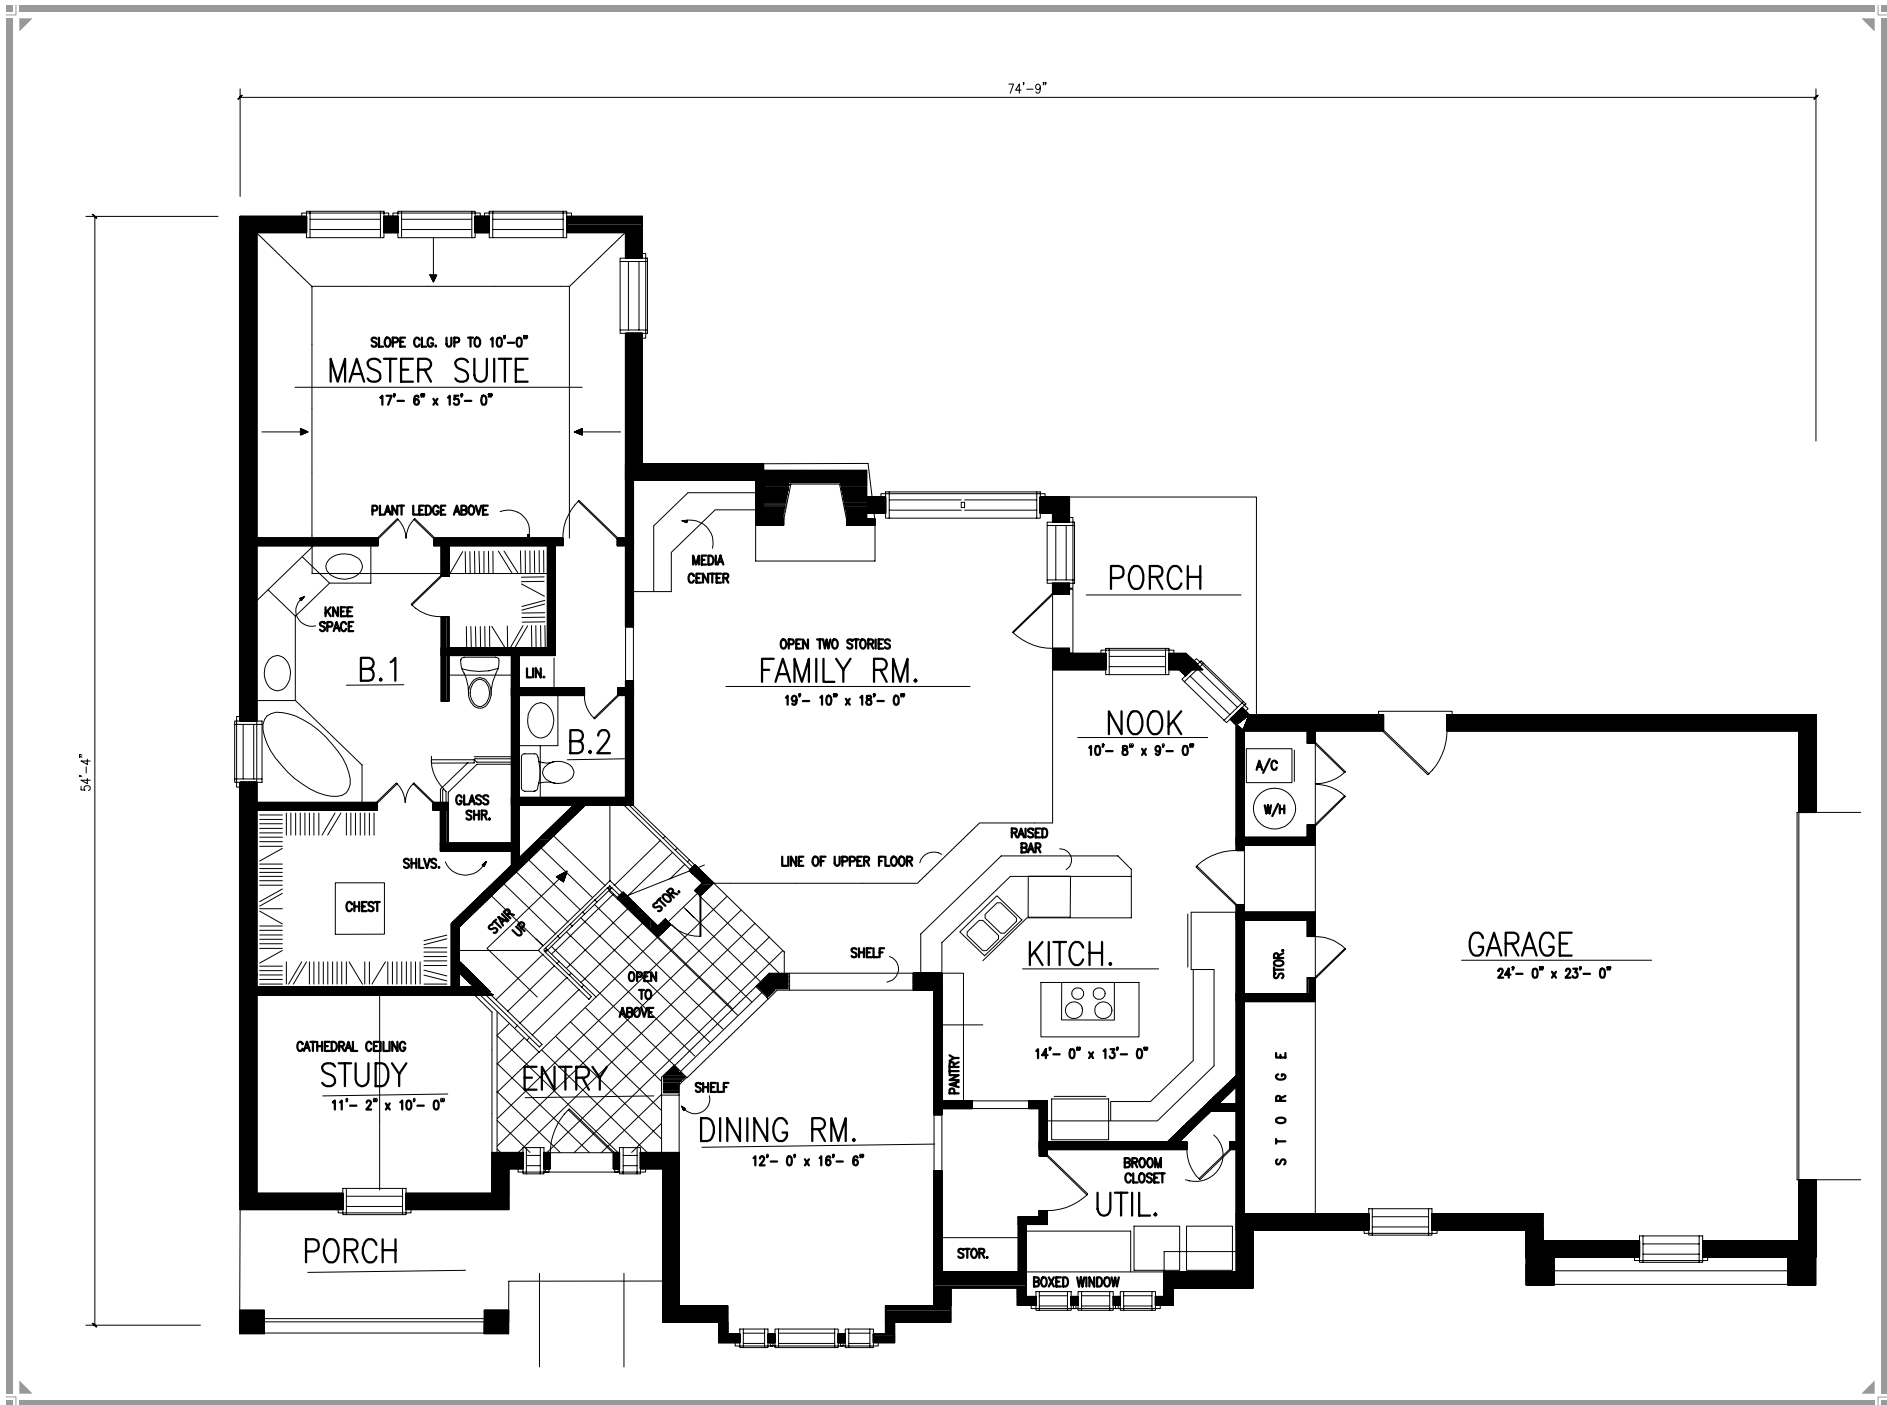 74'-9"
54'-4"
SLOPE CLG. UP TO 10'-0"
MASTER SUITE
17'- 6" x 15'- 0"
PLANT LEDGE ABOVE
MEDIA
CENTER
PORCH
KNEE
SPACE
B.1
LIN.
OPEN TWO STORIES
FAMILY RM.
19'- 10" x 18'- 0"
NOOK
10'- 8" x 9'- 0"
B.2
A/C
W/H
GLASS
SHR.
SHLVS.
LINE OF UPPER FLOOR
RAISED
BAR
CHEST
STAIR
UP
STOR.
SHELF
KITCH.
14'- 0" x 13'- 0"
STOR.
GARAGE
24'- 0" x 23'- 0"
OPEN
TO
ABOVE
CATHEDRAL CEILING
STUDY
11'- 2" x 10'- 0"
ENTRY
SHELF
PANTRY
STORGE
DINING RM.
12'- 0' x 16'- 6"
BROOM
CLOSET
UTIL.
PORCH
STOR.
BOXED WINDOW